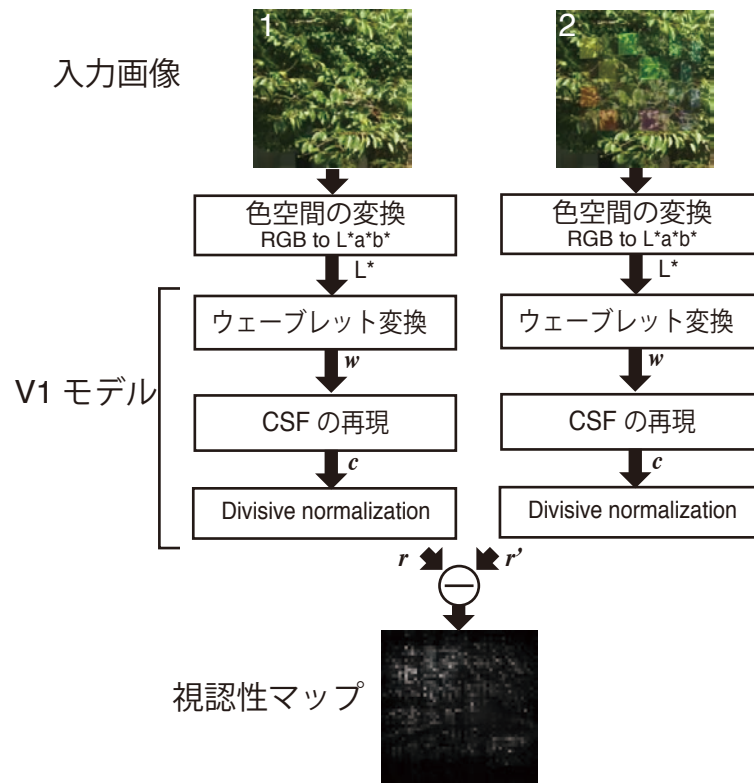 入力画像
1
2
色空間の変換
RGB to L*a*b*
L*
色空間の変換
RGB to L*a*b*
L*
V1 モデル
ウェーブレット変換
w
CSF の再現
c
Divisive normalization
r
ウェーブレット変換
w
CSF の再現
c
Divisive normalization
r’
視認性マップ